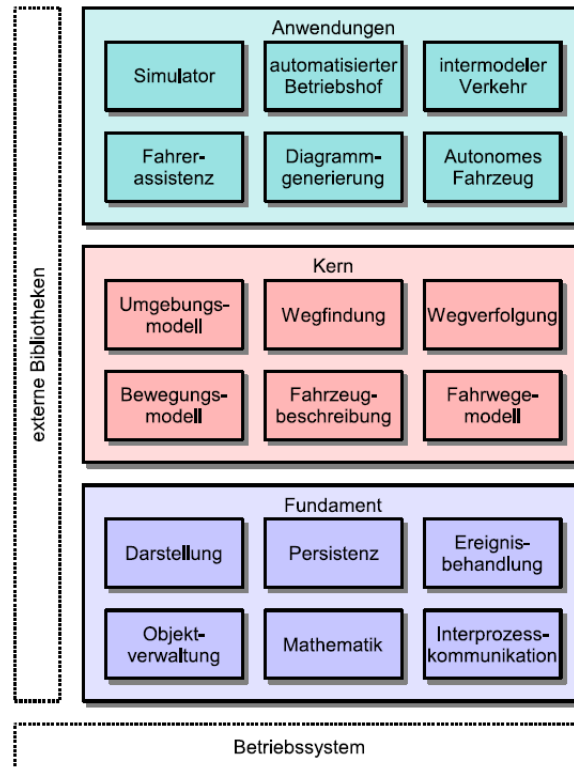 externe Bibliotheken
Anwendungen
Simulator
automatisierter
Betriebshof
intermodeler
Verkehr
Fahrer-
assistenz
Diagramm-
generierung
Autonomes
Fahrzeug
Kern
Umgebungs-
modell
Wegfindung
Wegverfolgung
Bewegungs-
modell
Fahrzeug-
beschreibung
Fahrwege-
modell
Fundament
Darstellung
Persistenz
Ereignis-
behandlung
Objekt-
verwaltung
Mathematik
Interprozess-
kommunikation
Betriebssystem